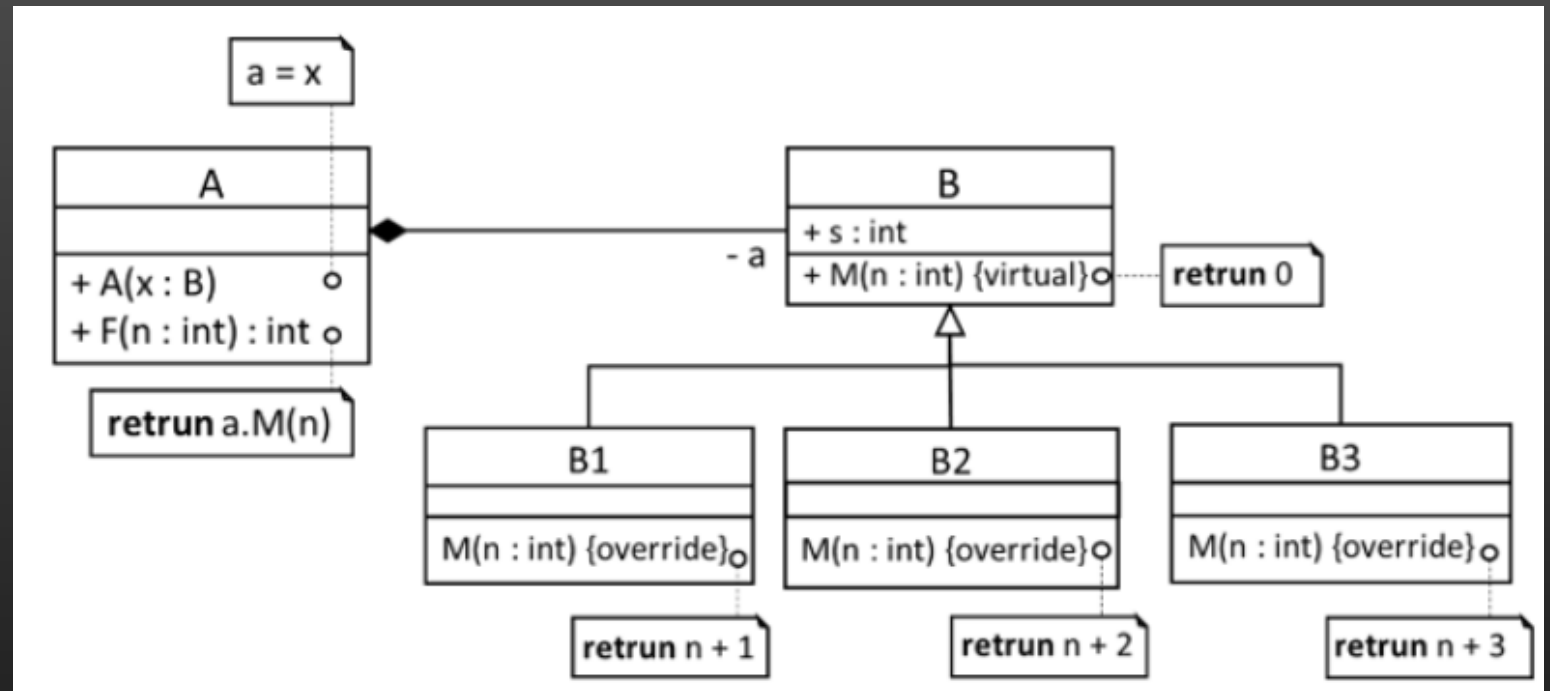 a = x
A
+ A(x : B)
+ F(n : int) : int
retrun a.M(n)
- a
B
+ s : int
+ M(n : int) {virtual}
retrun 0
B1
M(n : int) {override}
retrun n + 1
B2
M(n : int) {override}
retrun n + 2
B3
M(n : int) {override}
retrun n + 3